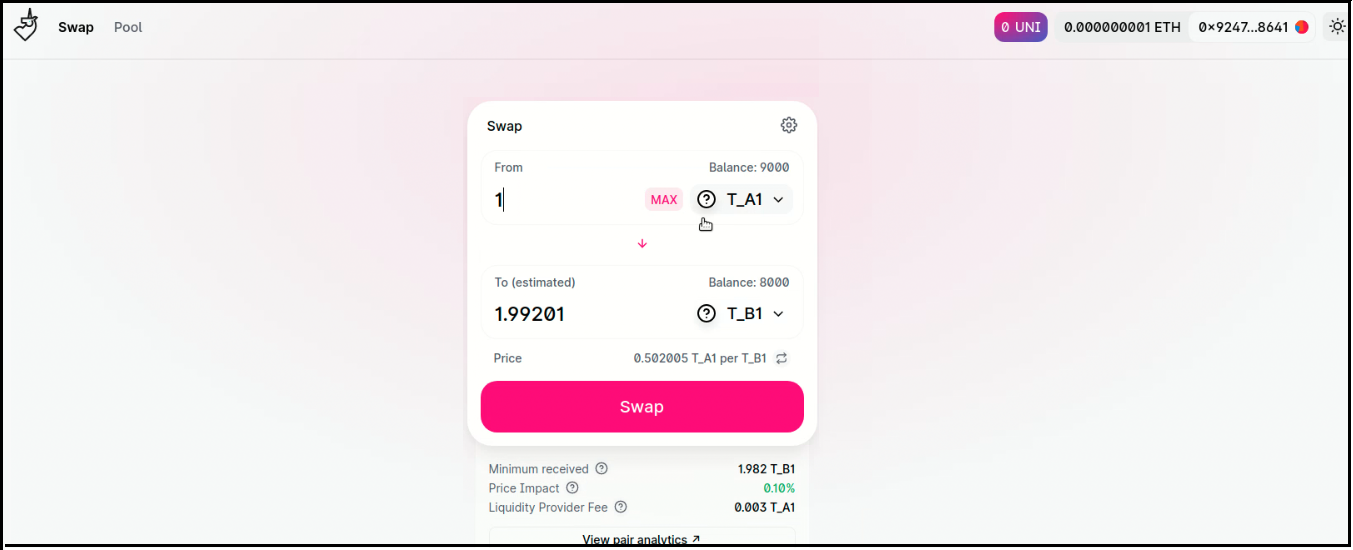 Swap Pool 0 UNI 0.000000001 ETH 0×9247...8641
Swap
From Balance: 9000
1 MAX T_A1
To (estimated) Balance: 8000
1.99201 T_B1
Price 0.502005 T_A1 per T_B1
Swap
Minimum received 1.982 T_B1
Price Impact 0.10%
Liquidity Provider Fee 0.003 T_A1
View pair analytics ↗